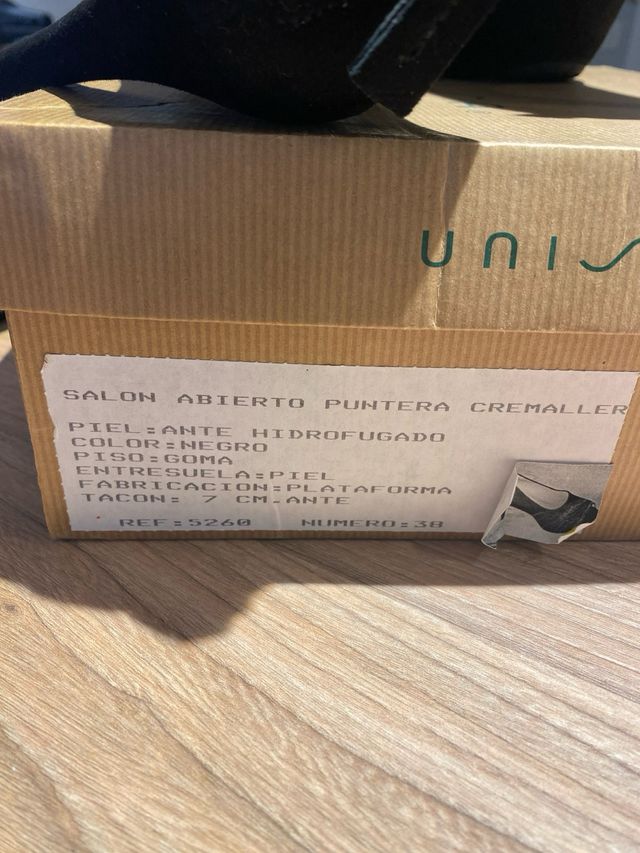 UNIS
SALON ABIERTO PUNTERA CREMALLER
PIEL:ANTE HIDROFUGADO
COLOR:NEGRO
PISO:GOMA
ENTRESUELA:PIEL
FABRICACION:PLATAFORMA
TACON: 7 CM.ANTE
REF:5260 NUMERO:38